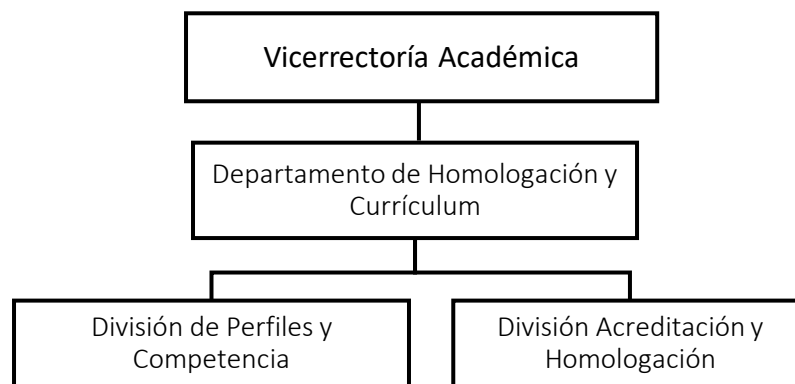 Vicerrectoría Académica
Departamento de Homologación y
Currículum
División de Perfiles y
Competencia
División Acreditación y
Homologación